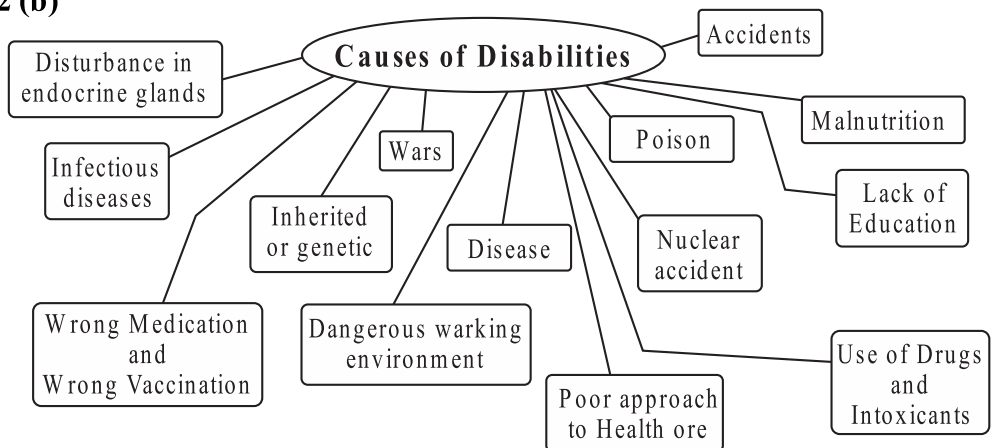 2 (b)
Causes of Disabilities
Accidents
Disturbance in
endocrine glands
Malnutrition
Wars
Poison
Infectious
diseases
Lack of
Education
Inherited
or genetic
Disease
Nuclear
accident
Wrong Medication
and
Wrong Vaccination
Dangerous warking
environment
Use of Drugs
and
Intoxicants
Poor approach
to Health ore